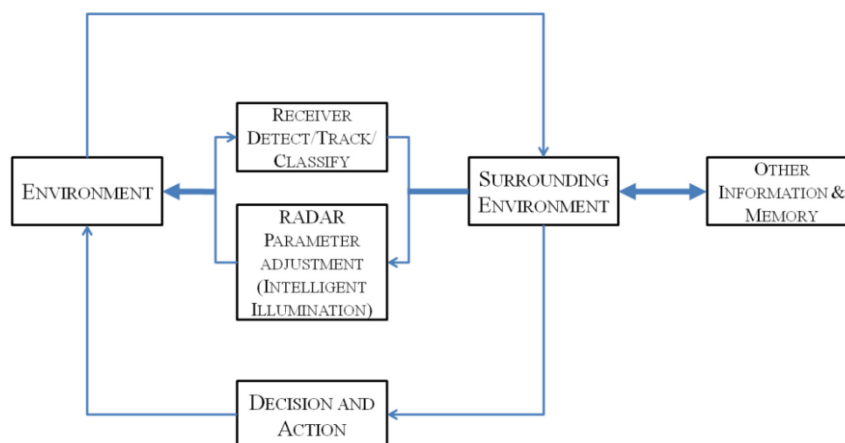 RECEIVER
DETECT/TRACK/
CLASSIFY
ENVIRONMENT
SURROUNDING
ENVIRONMENT
OTHER
INFORMATION &
MEMORY
RADAR
PARAMETER
ADJUSTMENT
(INTELLIGENT
ILLUMINATION)
DECISION AND
ACTION